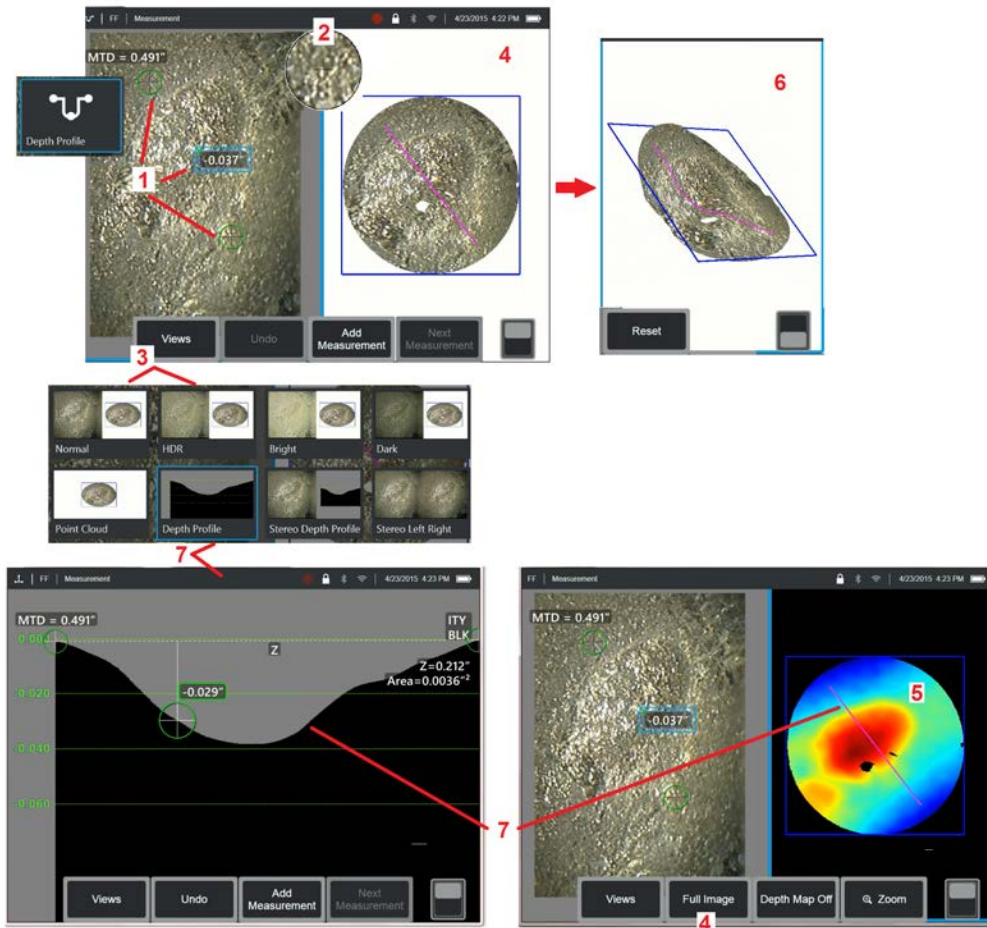 FF | Measurement
4/23/2015 4:22 PM
MTD = 0.491"
2
4
6
Depth Profile
1
-0.037"
Views
Undo
Add Measurement
Next Measurement
Reset
3
Normal
HDR
Bright
Dark
Point Cloud
Depth Profile
Stereo Depth Profile
Stereo Left Right
7
FF | Measurement
4/23/2015 4:23 PM
MTD = 0.491"
ITY
BLK
0.000
Z
Z=0.212"
Area=0.0036"²
-0.029"
0.020
0.040
0.060
Views
Undo
Add Measurement
Next Measurement
7
FF | Measurement
4/23/2015 4:23 PM
MTD = 0.491"
5
-0.037"
Views
Full Image
Depth Map Off
Zoom
4